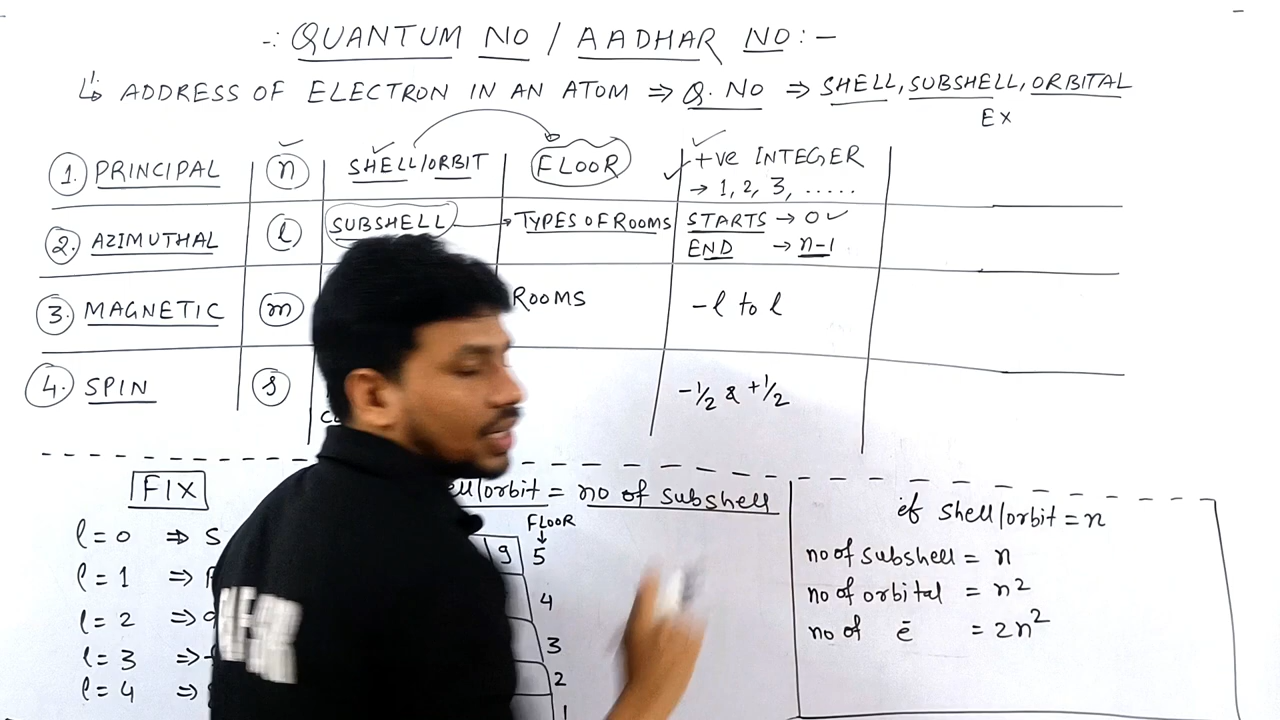 -: QUANTUM NO / AADHAR NO : -
↳ ADDRESS OF ELECTRON IN AN ATOM ⇒ Q. NO ⇒ SHELL, SUBSHELL, ORBITAL
Ex
1. PRINCIPAL n SHELL/ORBIT FLOOR +ve INTEGER
→ 1, 2, 3, .....
2. AZIMUTHAL l SUBSHELL → TYPES OF ROOMS STARTS → 0
END → n-1
3. MAGNETIC m ROOMS -l to l
4. SPIN s -1/2 & +1/2
FIX
l = 0 ⇒ S
l = 1 ⇒
l = 2 ⇒
l = 3 ⇒
l = 4 ⇒
/orbit = no of subshell
FLOOR
↓
g 5
4
3
2
1
if shell/orbit = n
no of subshell = n
no of orbital = n²
no of ē = 2n²